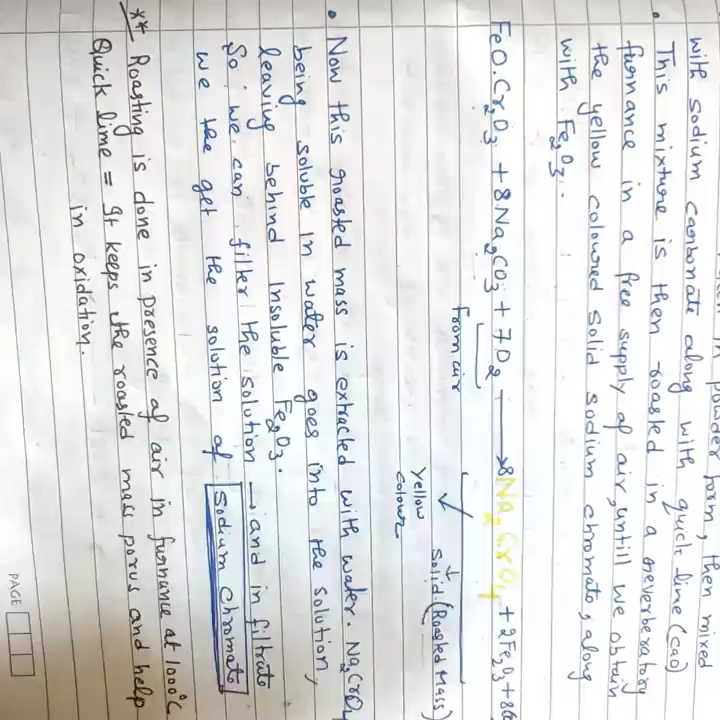 in powder form, then mixed
with sodium carbonate along with quick line (cao)
• This mixture is then roasted in a reverberatory
furnance in a free supply of air, untill we obtain
the yellow coloured solid sodium chromate, along
with Fe2O3.
FeO.Cr2O3 + 8Na2CO3 + 7O2 → 8Na2CrO4 + 2Fe2O3 + 8
from air
Yellow
colour
Solid (Roasted Mass)
• Now this roasted mass is extracted with water. Na2CrO4
being soluble in water goes into the solution,
leaving behind insoluble Fe2O3.
So we can filter the solution and in filtrate
we the get the solution of Sodium chromate
** Roasting is done in presence of air in furnance at 1000°C
Quick lime = It keeps the roasted mass porus and help
in oxidation.
PAGE